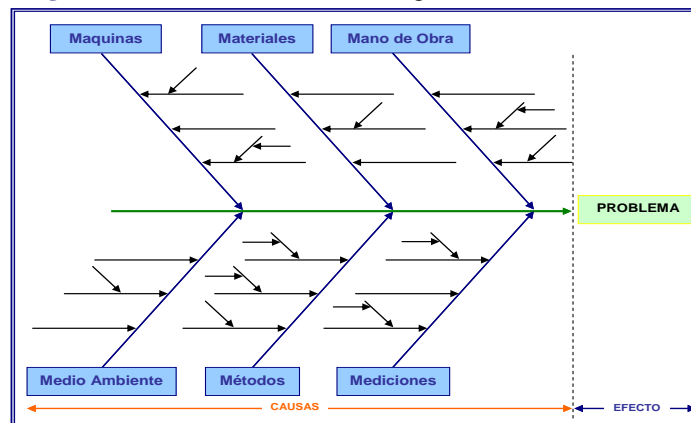 Maquinas
Materiales
Mano de Obra
PROBLEMA
Medio Ambiente
Métodos
Mediciones
CAUSAS
EFECTO